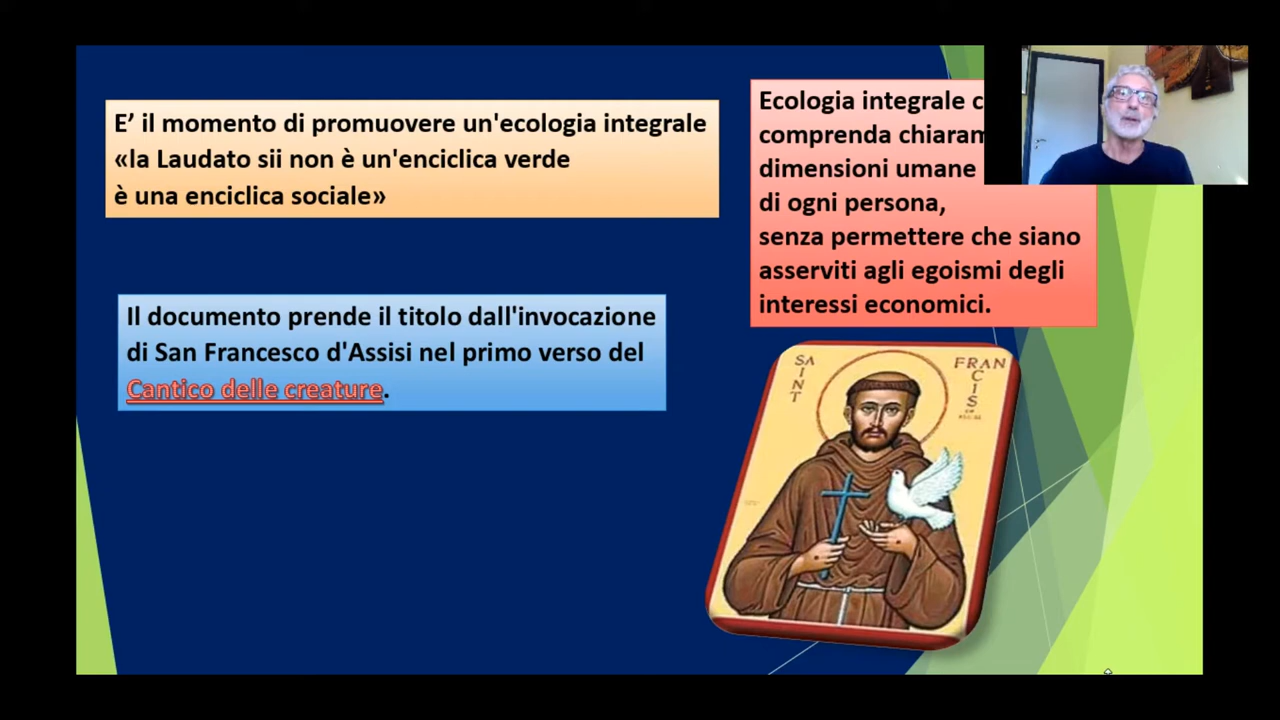 E’ il momento di promuovere un'ecologia integrale
«la Laudato sii non è un'enciclica verde
è una enciclica sociale»
Ecologia integrale
comprenda
dimensioni umane
di ogni persona,
senza permettere che siano
asserviti agli egoismi degli
interessi economici.
Il documento prende il titolo dall'invocazione
di San Francesco d'Assisi nel primo verso del
Cantico delle creature.
SAINT
FRANCIS